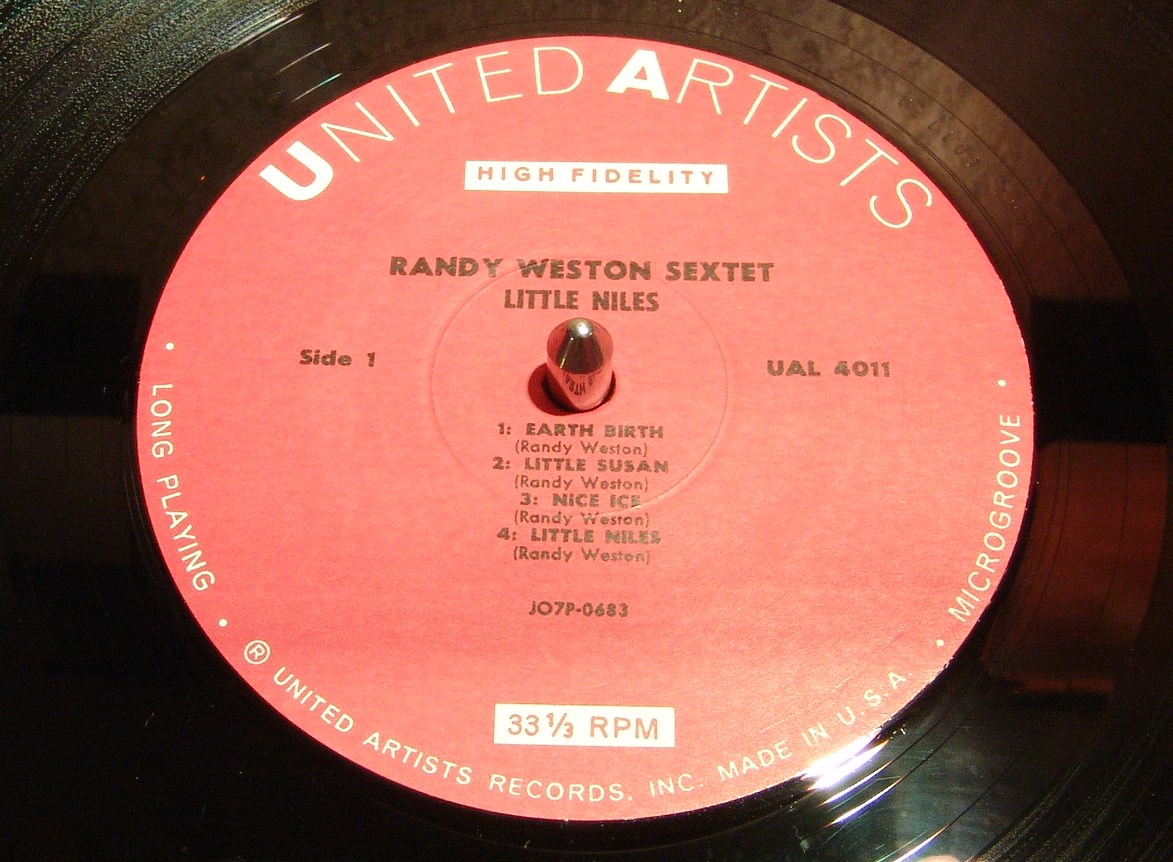 UNITED ARTISTS
HIGH FIDELITY
RANDY WESTON SEXTET
LITTLE NILES
Side 1
UAL 4011
1: EARTH BIRTH
(Randy Weston)
2: LITTLE SUSAN
(Randy Weston)
3: NICE ICE
(Randy Weston)
4: LITTLE NILES
(Randy Weston)
JO7P-0683
33 ⅓ RPM
• LONG PLAYING • ® UNITED ARTISTS RECORDS, INC. MADE IN U.S.A. • MICROGROOVE •